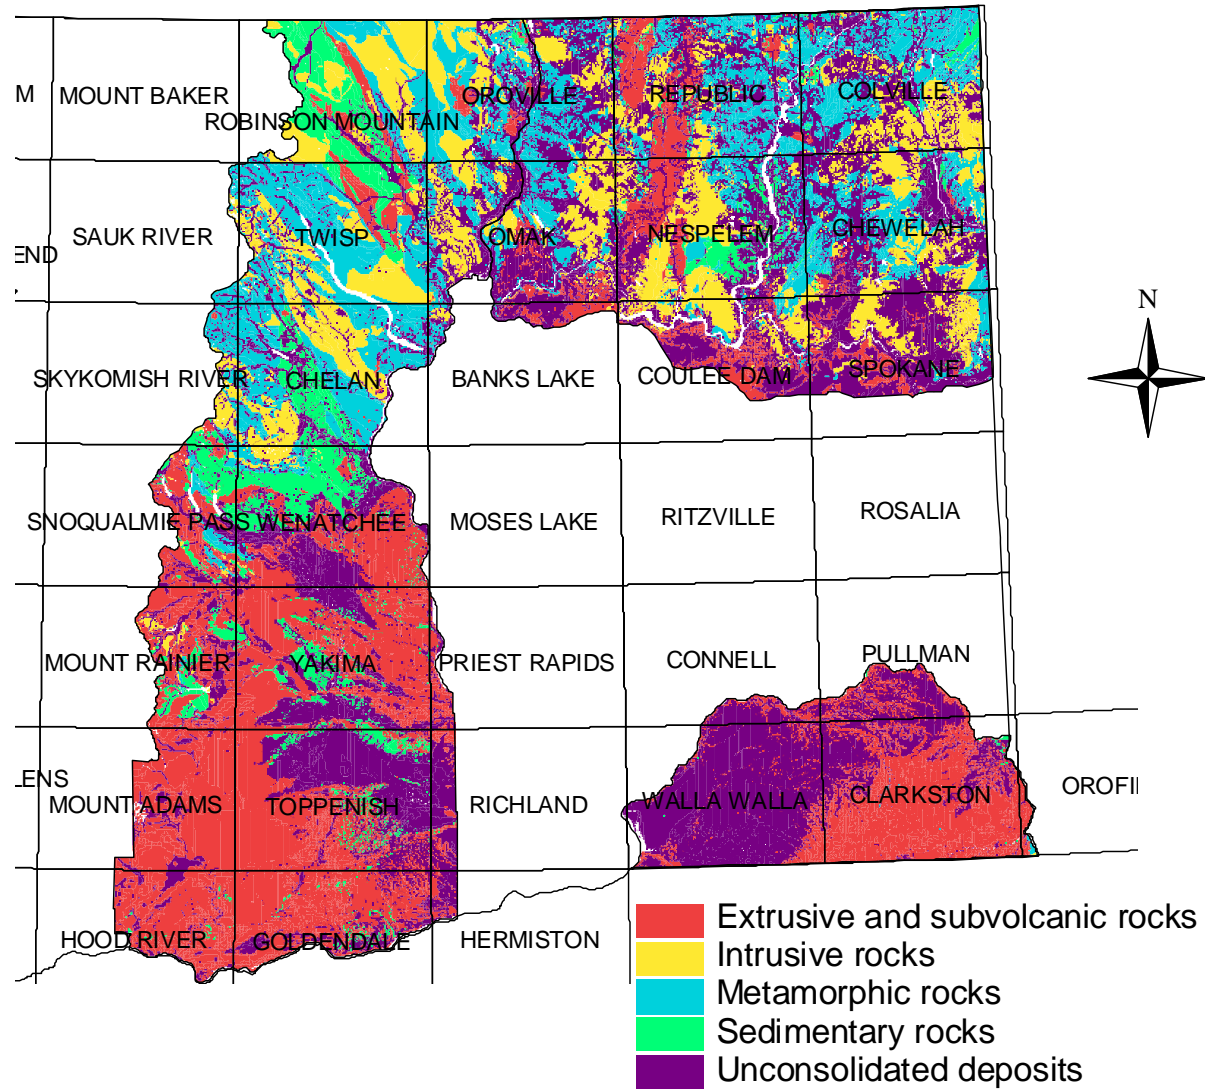 M
MOUNT BAKER
ROBINSON MOUNTAIN
OROVILLE
REPUBLIC
COLVILLE
END
SAUK RIVER
TWISP
OMAK
NESPELEM
CHEWELAH
N
SKYKOMISH RIVER
CHELAN
BANKS LAKE
COULEE DAM
SPOKANE
SNOQUALMIE PASS
WENATCHEE
MOSES LAKE
RITZVILLE
ROSALIA
MOUNT RAINIER
YAKIMA
PRIEST RAPIDS
CONNELL
PULLMAN
LENS
MOUNT ADAMS
TOPPENISH
RICHLAND
WALLA WALLA
CLARKSTON
OROFI
HOOD RIVER
GOLDENDALE
HERMISTON
Extrusive and subvolcanic rocks
Intrusive rocks
Metamorphic rocks
Sedimentary rocks
Unconsolidated deposits